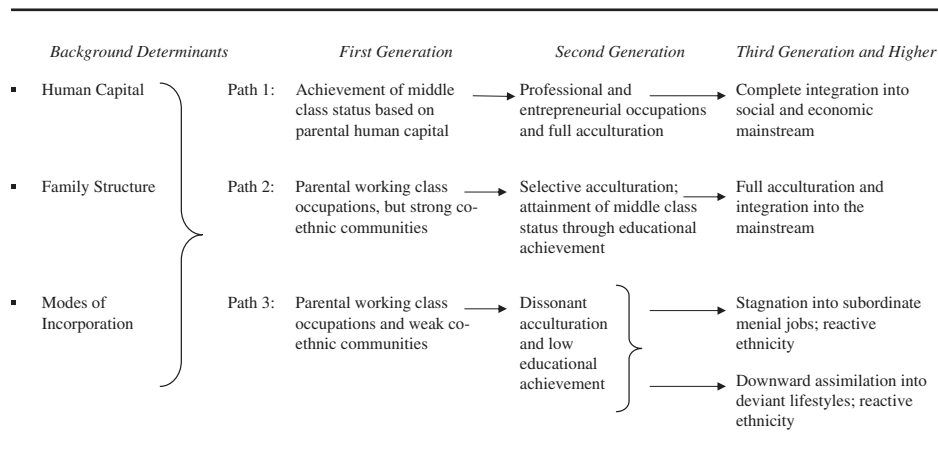 Background Determinants
First Generation
Second Generation
Third Generation and Higher
▪ Human Capital
Path 1:
Achievement of middle
class status based on
parental human capital
Professional and
entrepreneurial occupations
and full acculturation
Complete integration into
social and economic
mainstream
▪ Family Structure
Path 2:
Parental working class
occupations, but strong co-
ethnic communities
Selective acculturation;
attainment of middle class
status through educational
achievement
Full acculturation and
integration into the
mainstream
▪ Modes of
Incorporation
Path 3:
Parental working class
occupations and weak co-
ethnic communities
Dissonant
acculturation
and low
educational
achievement
Stagnation into subordinate
menial jobs; reactive
ethnicity
Downward assimilation into
deviant lifestyles; reactive
ethnicity